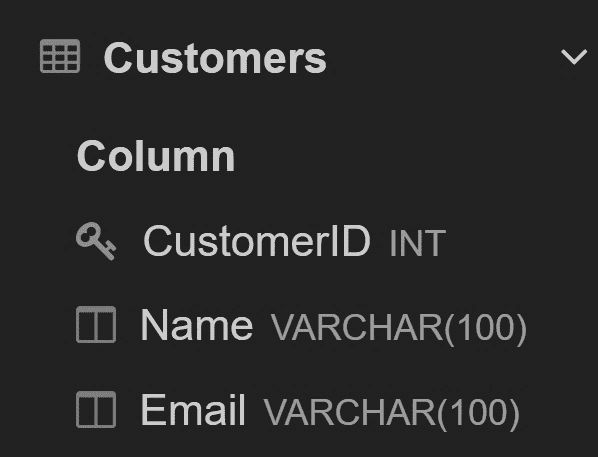 Customers
Column
CustomerID INT
Name VARCHAR(100)
Email VARCHAR(100)